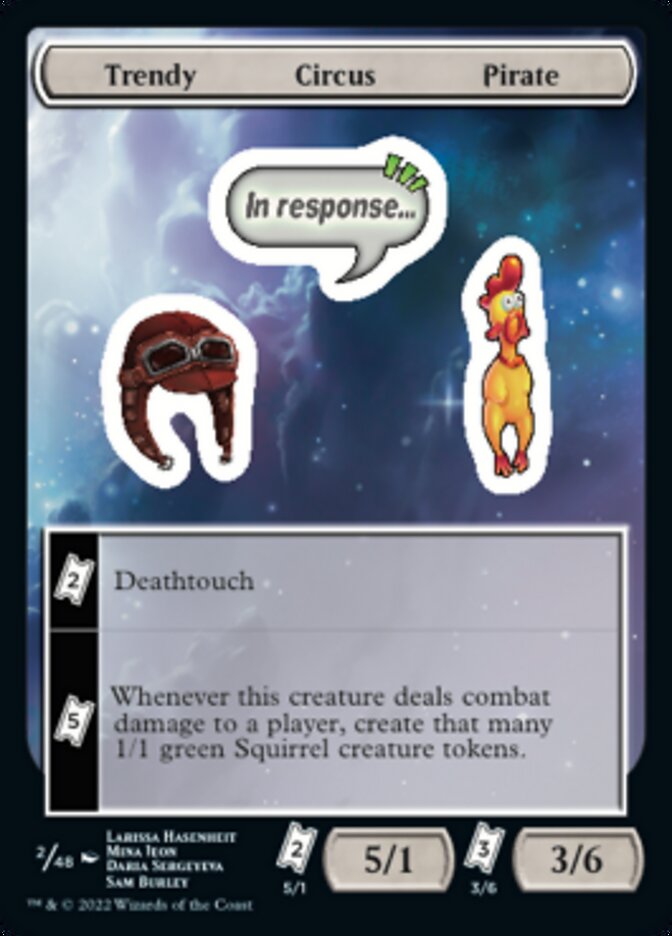 Trendy Circus Pirate
In response...
2 Deathtouch
5 Whenever this creature deals combat
damage to a player, create that many
1/1 green Squirrel creature tokens.
2/48
Larissa Hasenheit
Mina Jeon
Daria Sergeyeva
Sam Burley
2 5/1 5/1
3 3/6 3/6
™ & © 2022 Wizards of the Coast